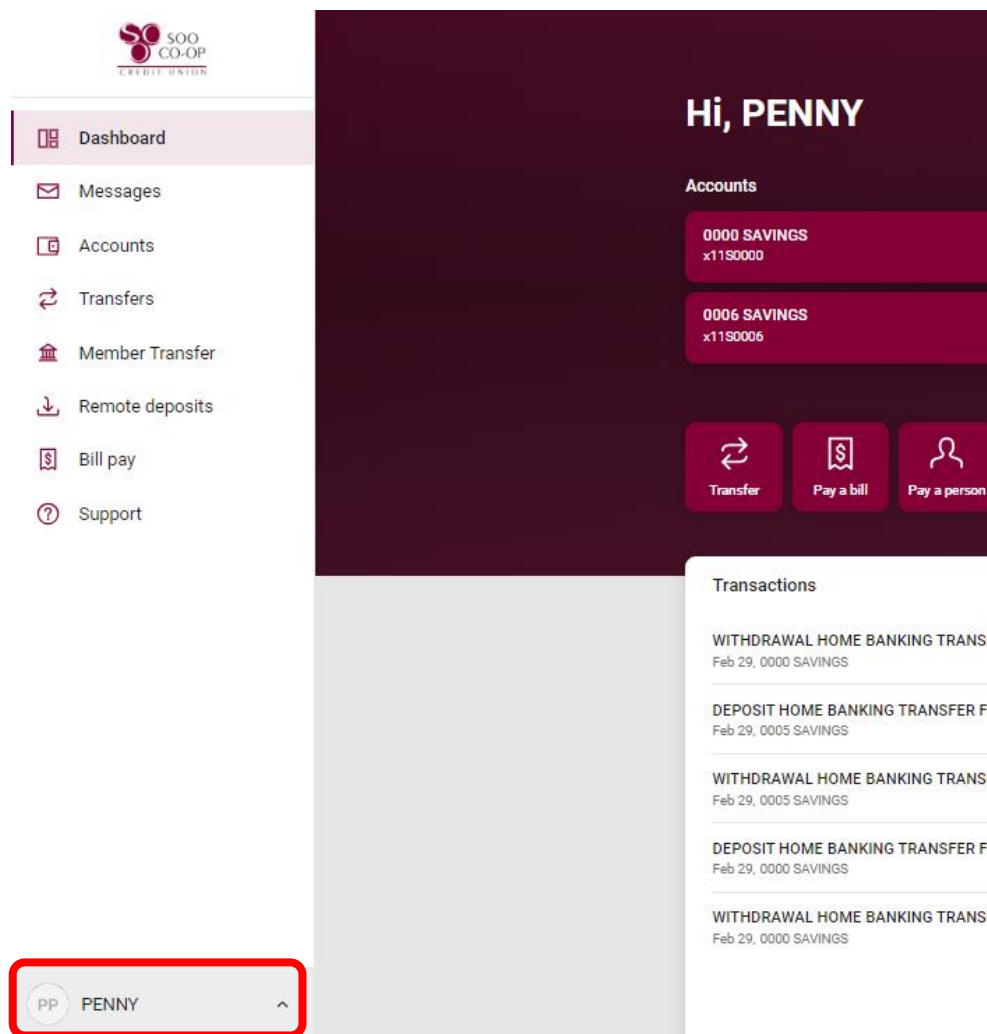 SOO
CO-OP
CREDIT UNION
Dashboard
Messages
Accounts
Transfers
Member Transfer
Remote deposits
Bill pay
Support
PP PENNY
Hi, PENNY
Accounts
0000 SAVINGS
x11S0000
0006 SAVINGS
x11S0006
Transfer Pay a bill Pay a person
Transactions
WITHDRAWAL HOME BANKING TRANS
Feb 29, 0000 SAVINGS
DEPOSIT HOME BANKING TRANSFER F
Feb 29, 0005 SAVINGS
WITHDRAWAL HOME BANKING TRANS
Feb 29, 0005 SAVINGS
DEPOSIT HOME BANKING TRANSFER F
Feb 29, 0000 SAVINGS
WITHDRAWAL HOME BANKING TRANS
Feb 29, 0000 SAVINGS